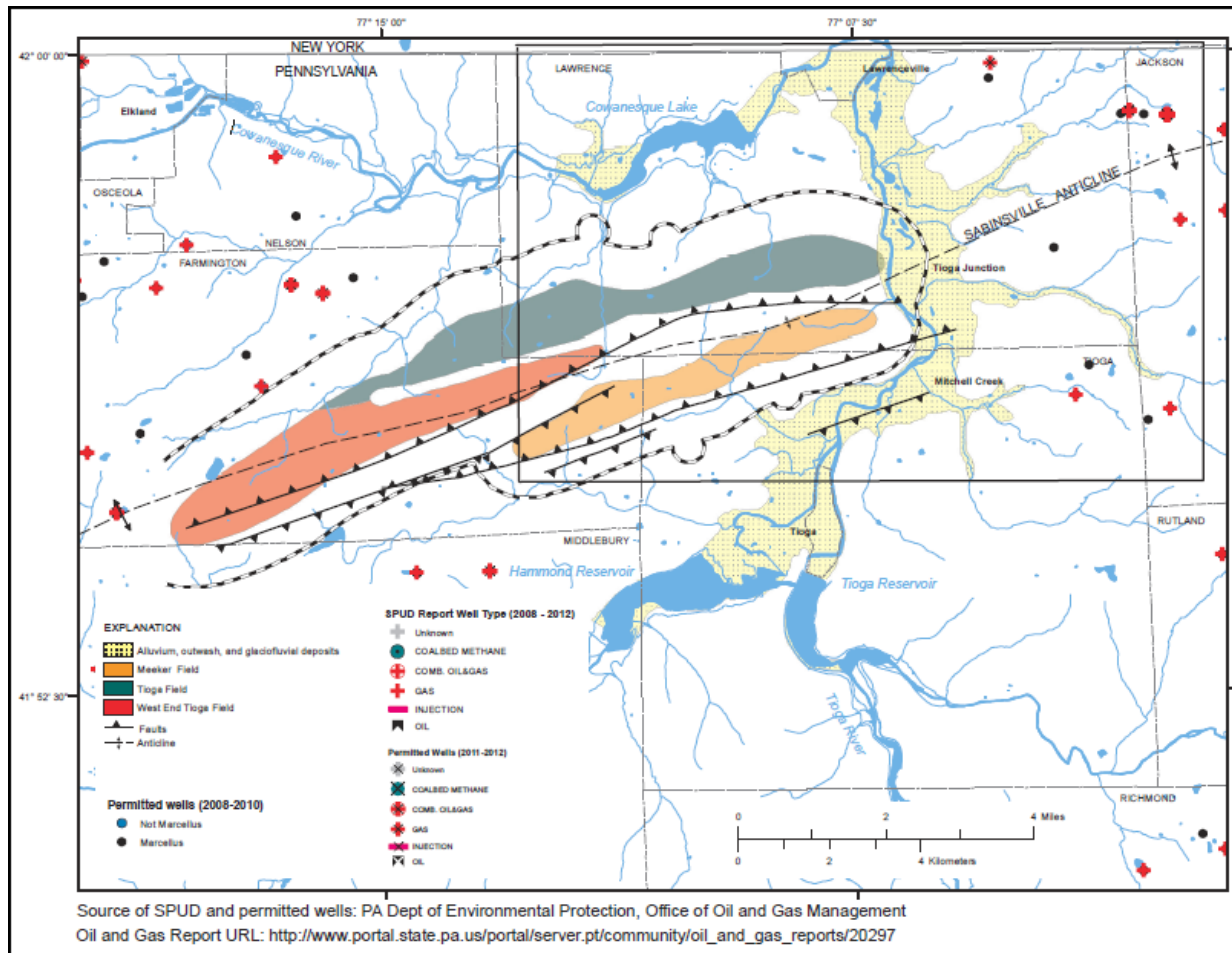 77° 15' 00"
77° 07' 30"
42° 00' 00"
NEW YORK
PENNSYLVANIA
LAWRENCE
Lawrenceville
JACKSON
Elkland
Cowanesque Lake
Cowanesque River
OSCEOLA
SABINSVILLE ANTICLINE
NELSON
FARMINGTON
Tioga Junction
TIOGA
Mitchell Creek
RUTLAND
Tioga
MIDDLEBURY
Hammond Reservoir
Tioga Reservoir
EXPLANATION
Alluvium, outwash, and glaciofluvial deposits
Meeker Field
Tioga Field
West End Tioga Field
Faults
Anticline
Permitted wells (2008-2010)
Not Marcellus
Marcellus
SPUD Report Well Type (2008 - 2012)
Unknown
COALBED METHANE
COMB. OIL&GAS
GAS
INJECTION
OIL
Permitted Wells (2011-2012)
Unknown
COALBED METHANE
COMB. OIL&GAS
GAS
INJECTION
OIL
41° 52' 30"
Tioga River
RICHMOND
0 2 4 Miles
0 2 4 Kilometers
Source of SPUD and permitted wells: PA Dept of Environmental Protection, Office of Oil and Gas Management
Oil and Gas Report URL: http://www.portal.state.pa.us/portal/server.pt/community/oil_and_gas_reports/20297